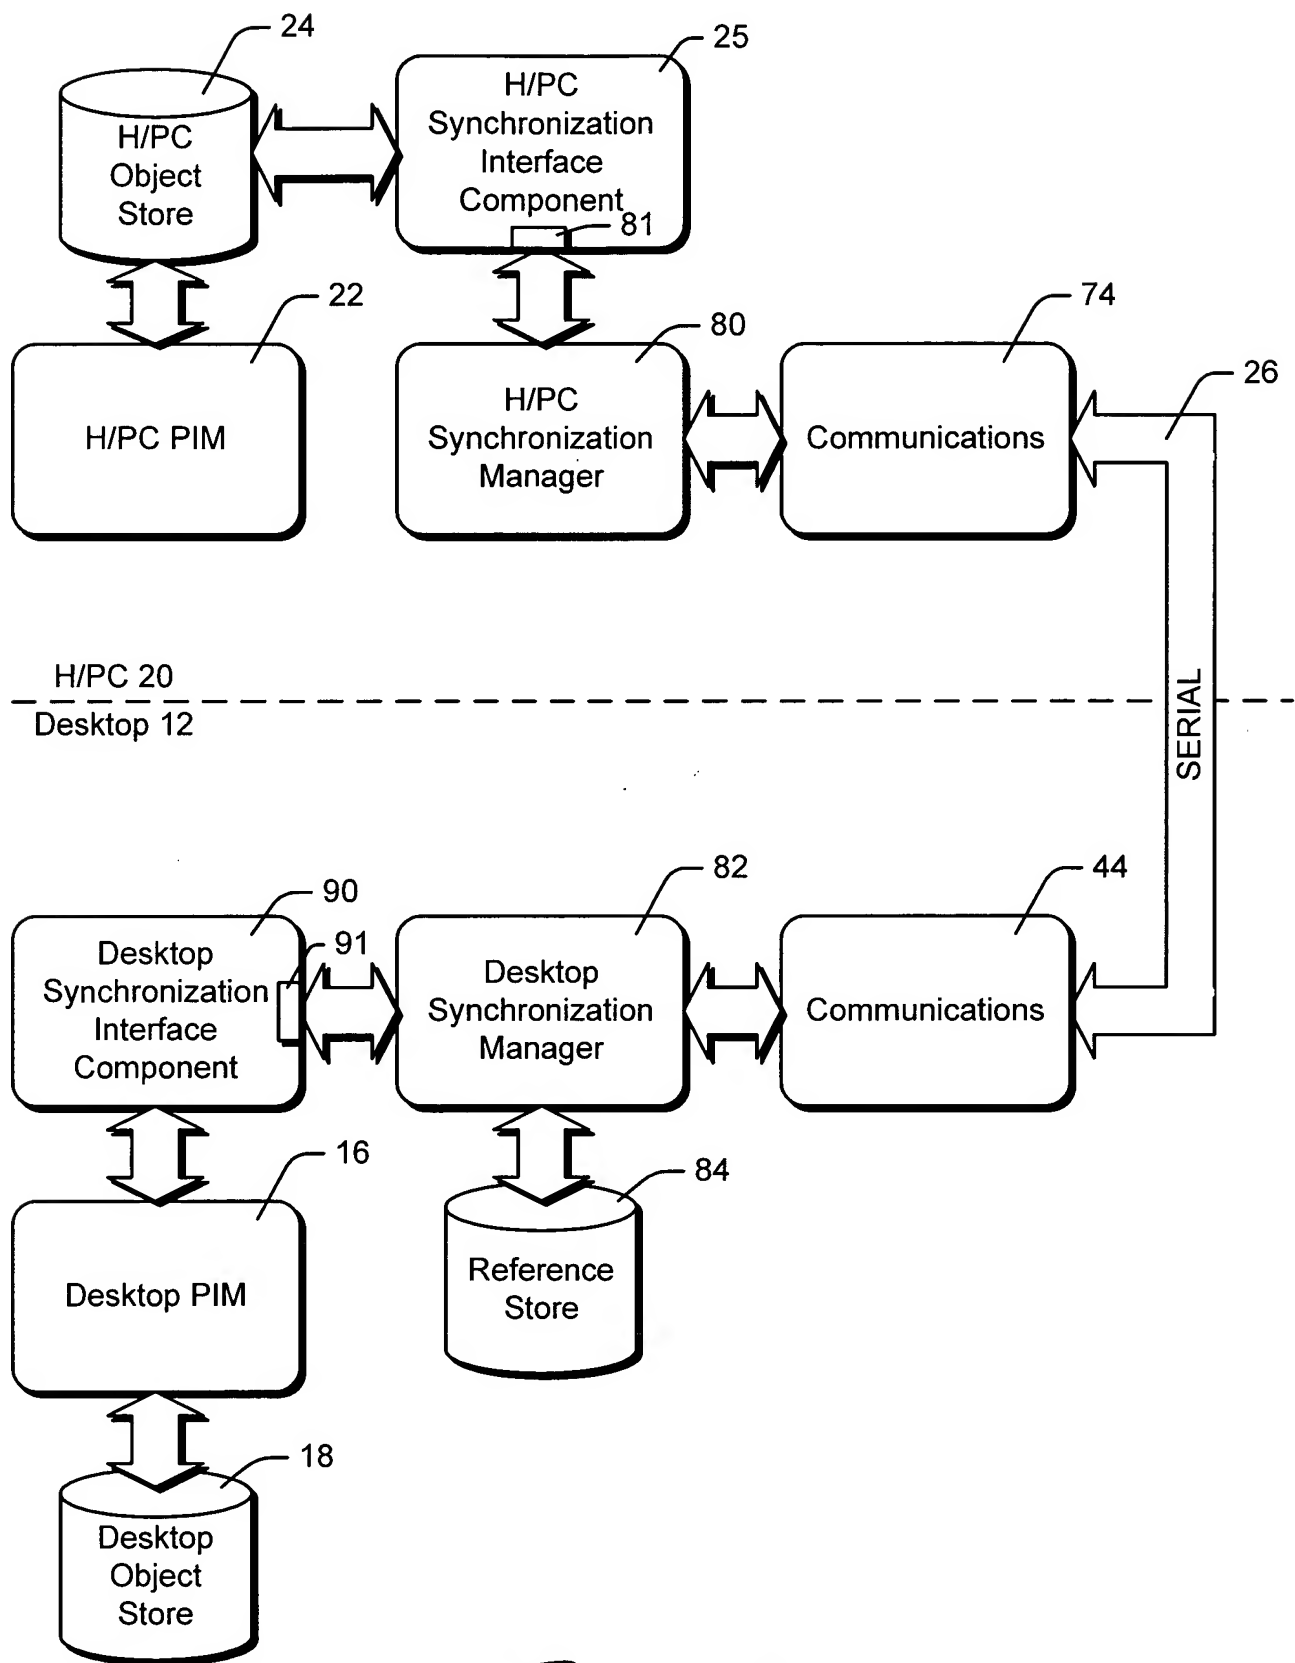 24
25
H/PC
Object
Store
H/PC
Synchronization
Interface
Component
81
22
80
74
26
H/PC PIM
H/PC
Synchronization
Manager
Communications
H/PC 20
Desktop 12
SERIAL
90
82
44
91
Desktop
Synchronization
Interface
Component
Desktop
Synchronization
Manager
Communications
16
84
Desktop PIM
Reference
Store
18
Desktop
Object
Store